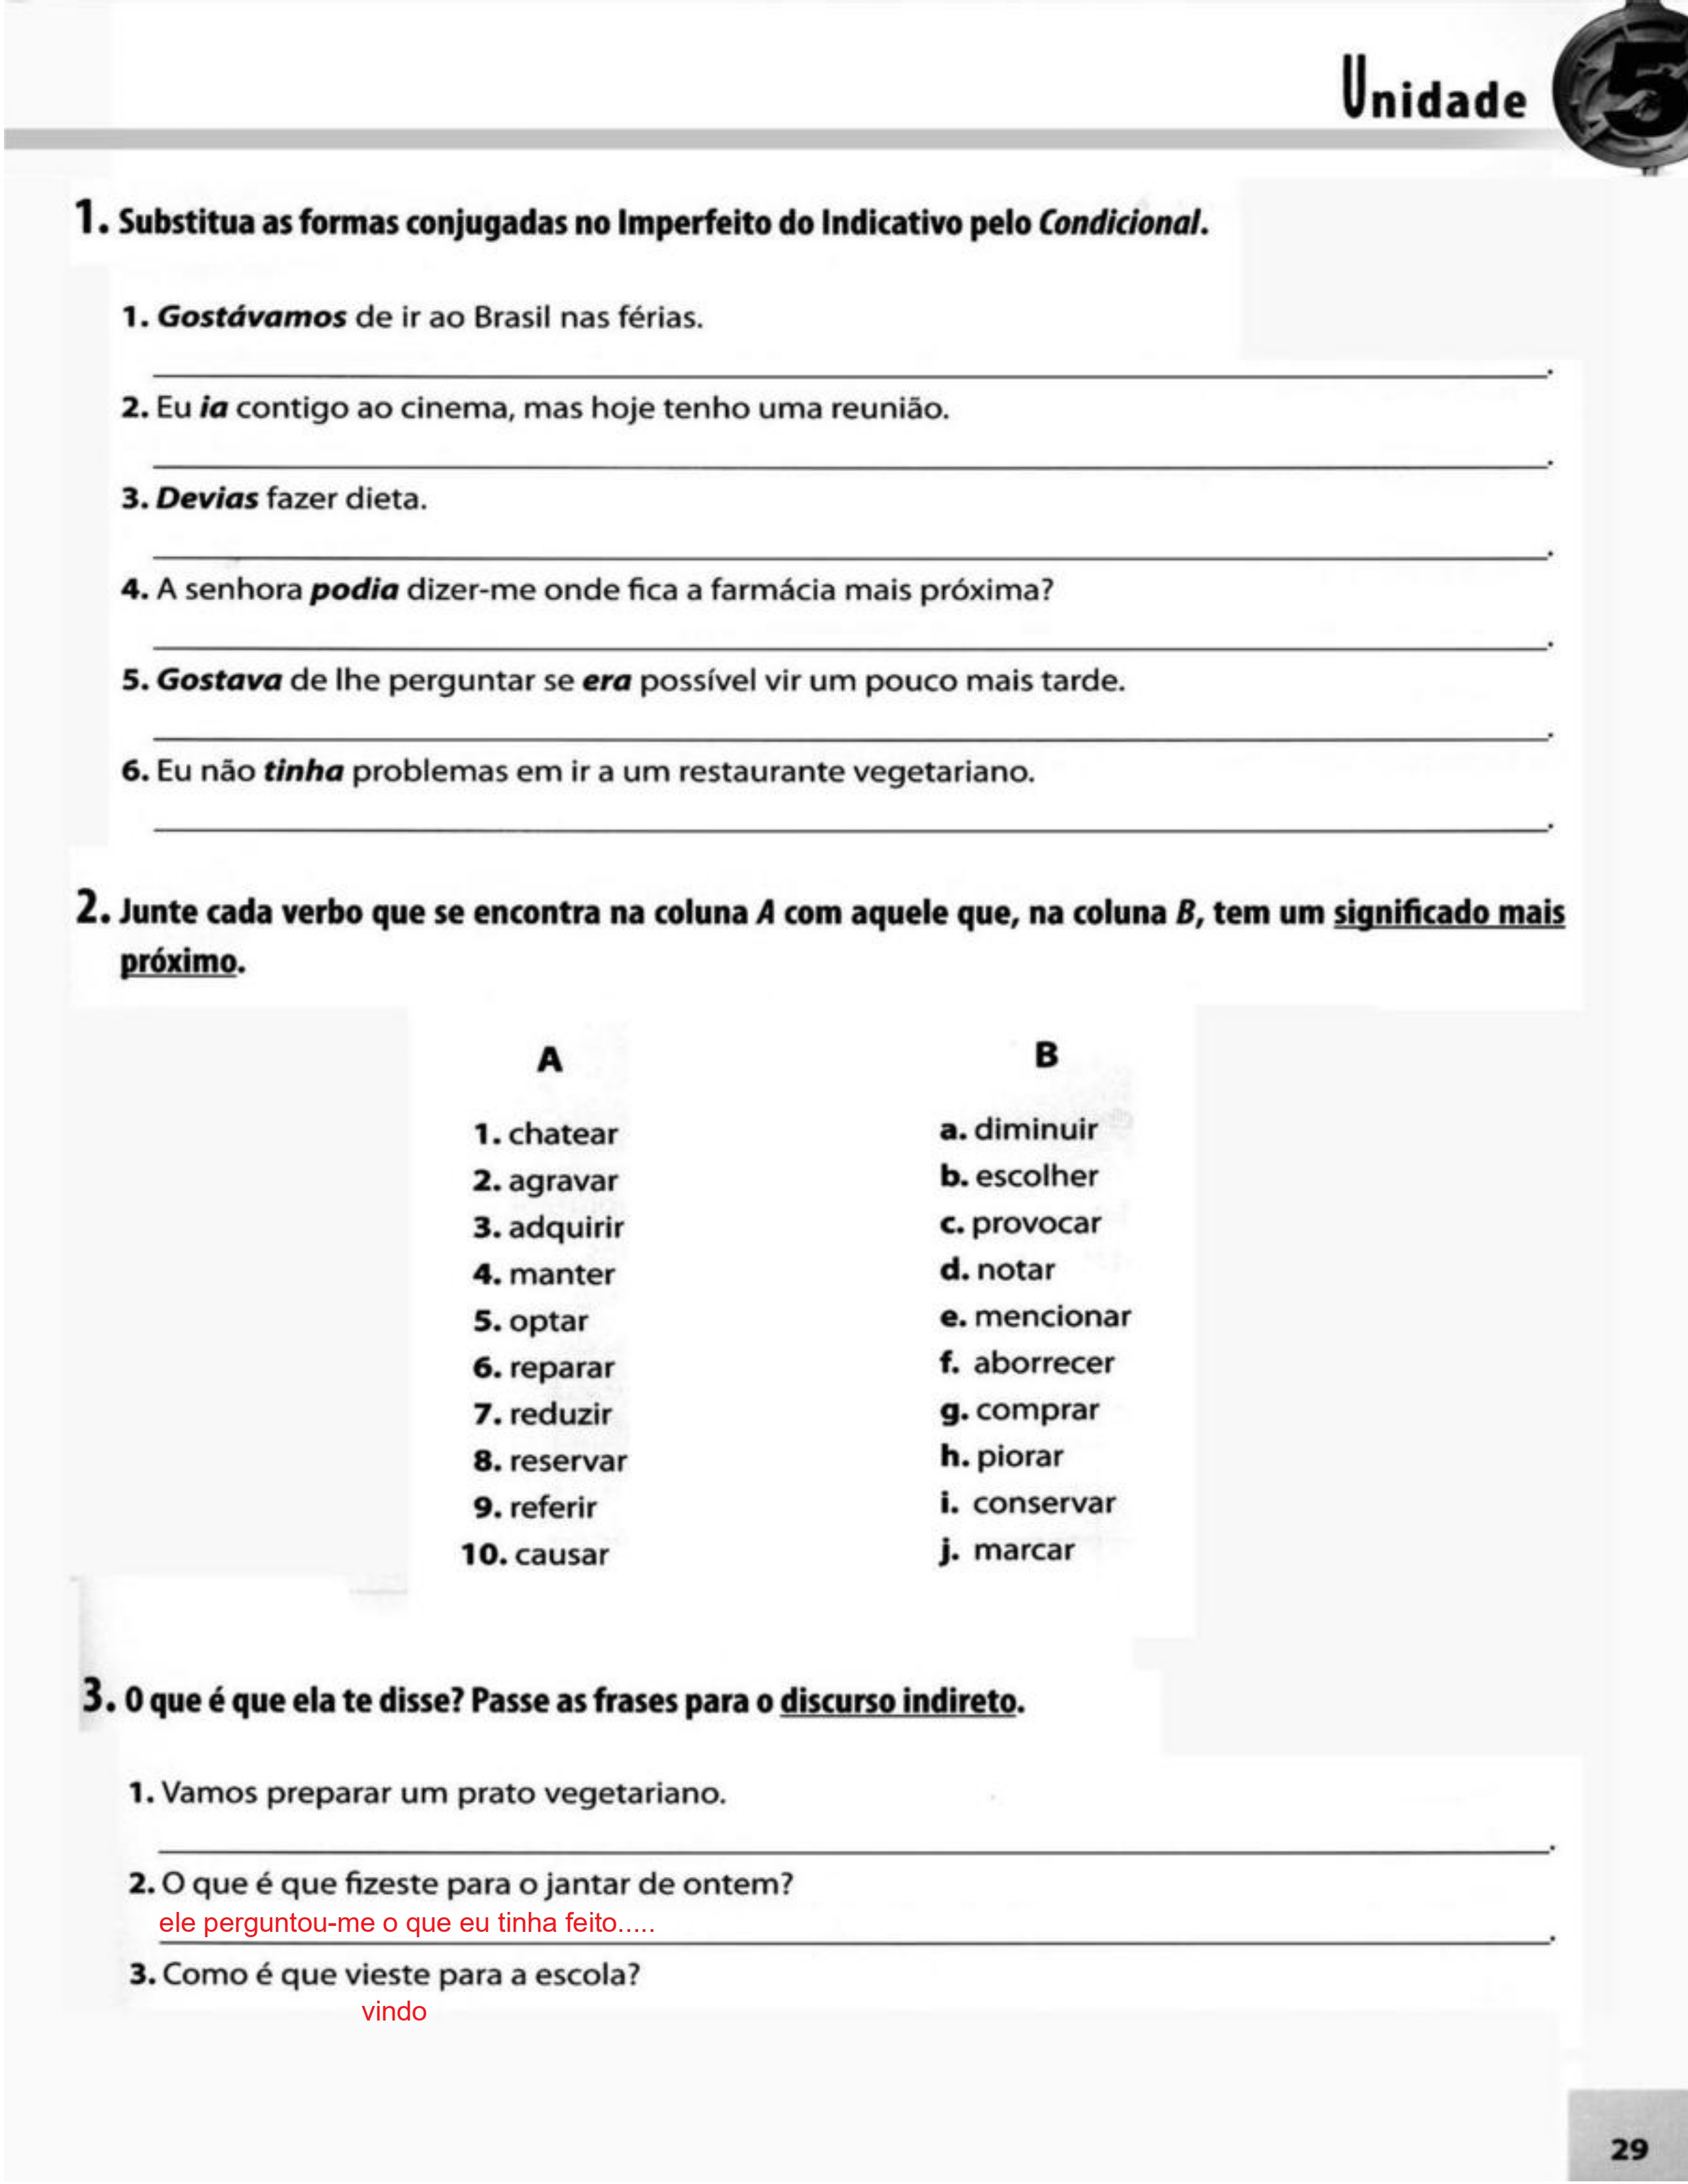 Unidade 5
1. Substitua as formas conjugadas no Imperfeito do Indicativo pelo Condicional.
1. Gostávamos de ir ao Brasil nas férias.
.
2. Eu ia contigo ao cinema, mas hoje tenho uma reunião.
.
3. Devias fazer dieta.
.
4. A senhora podia dizer-me onde fica a farmácia mais próxima?
.
5. Gostava de lhe perguntar se era possível vir um pouco mais tarde.
.
6. Eu não tinha problemas em ir a um restaurante vegetariano.
.
2. Junte cada verbo que se encontra na coluna A com aquele que, na coluna B, tem um significado mais
próximo.
A B
1. chatear a. diminuir
2. agravar b. escolher
3. adquirir c. provocar
4. manter d. notar
5. optar e. mencionar
6. reparar f. aborrecer
7. reduzir g. comprar
8. reservar h. piorar
9. referir i. conservar
10. causar j. marcar
3. O que é que ela te disse? Passe as frases para o discurso indireto.
1. Vamos preparar um prato vegetariano.
.
2. O que é que fizeste para o jantar de ontem?
ele perguntou-me o que eu tinha feito..... .
3. Como é que vieste para a escola?
vindo
29